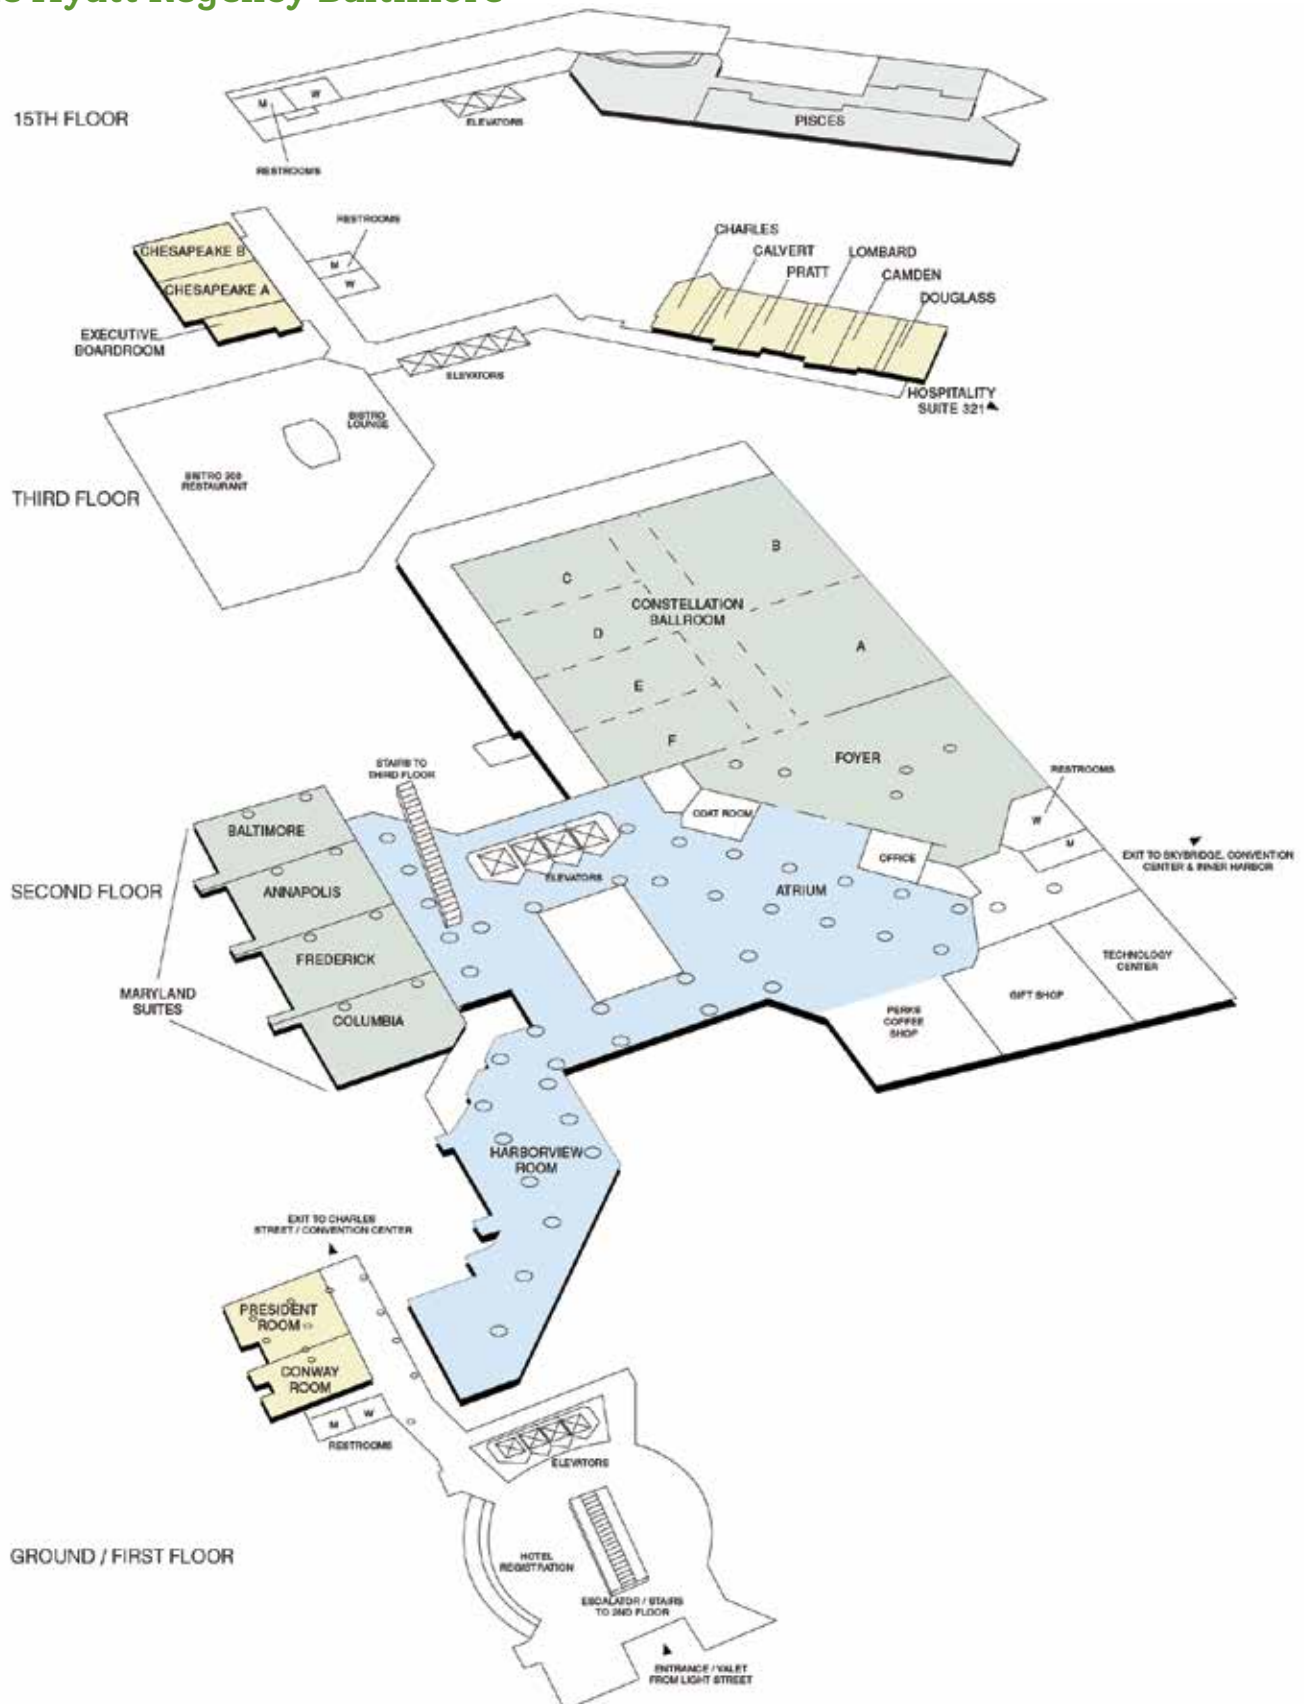 Hyatt Regency Baltimore
15TH FLOOR
M
W
ELEVATORS
PISCES
RESTROOMS
RESTROOMS
CHESAPEAKE B
M
W
CHESAPEAKE A
CHARLES
CALVERT
LOMBARD
PRATT
CAMDEN
DOUGLASS
EXECUTIVE
BOARDROOM
ELEVATORS
HOSPITALITY
SUITE 321
BISTRO
LOUNGE
RESTAURANT
THIRD FLOOR
B
C
CONSTELLATION
BALLROOM
D
A
E
F
FOYER
STAIRS TO
THIRD FLOOR
RESTROOMS
COAT ROOM
W
M
BALTIMORE
OFFICE
EXIT TO SKYBRIDGE, CONVENTION
CENTER & INNER HARBOR
ELEVATORS
SECOND FLOOR
ANNAPOLIS
ATRIUM
FREDERICK
TECHNOLOGY
CENTER
MARYLAND
SUITES
GIFT SHOP
COLUMBIA
PERKS
COFFEE
SHOP
HARBORVIEW
ROOM
EXIT TO CHARLES
STREET / CONVENTION CENTER
PRESIDENT
ROOM
CONWAY
ROOM
M
W
RESTROOMS
ELEVATORS
GROUND / FIRST FLOOR
HOTEL
REGISTRATION
ESCALATOR / STAIRS
TO 2ND FLOOR
ENTRANCE / VALET
FROM LIGHT STREET